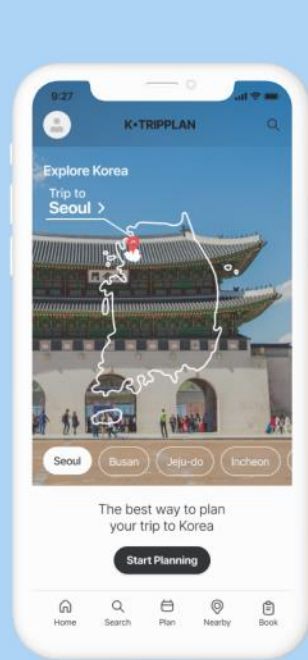 9:27
K•TRIPPLAN
Explore Korea
Trip to
Seoul >
Seoul
Busan
Jeju-do
Incheon
The best way to plan
your trip to Korea
Start Planning
Home
Search
Plan
Nearby
Book